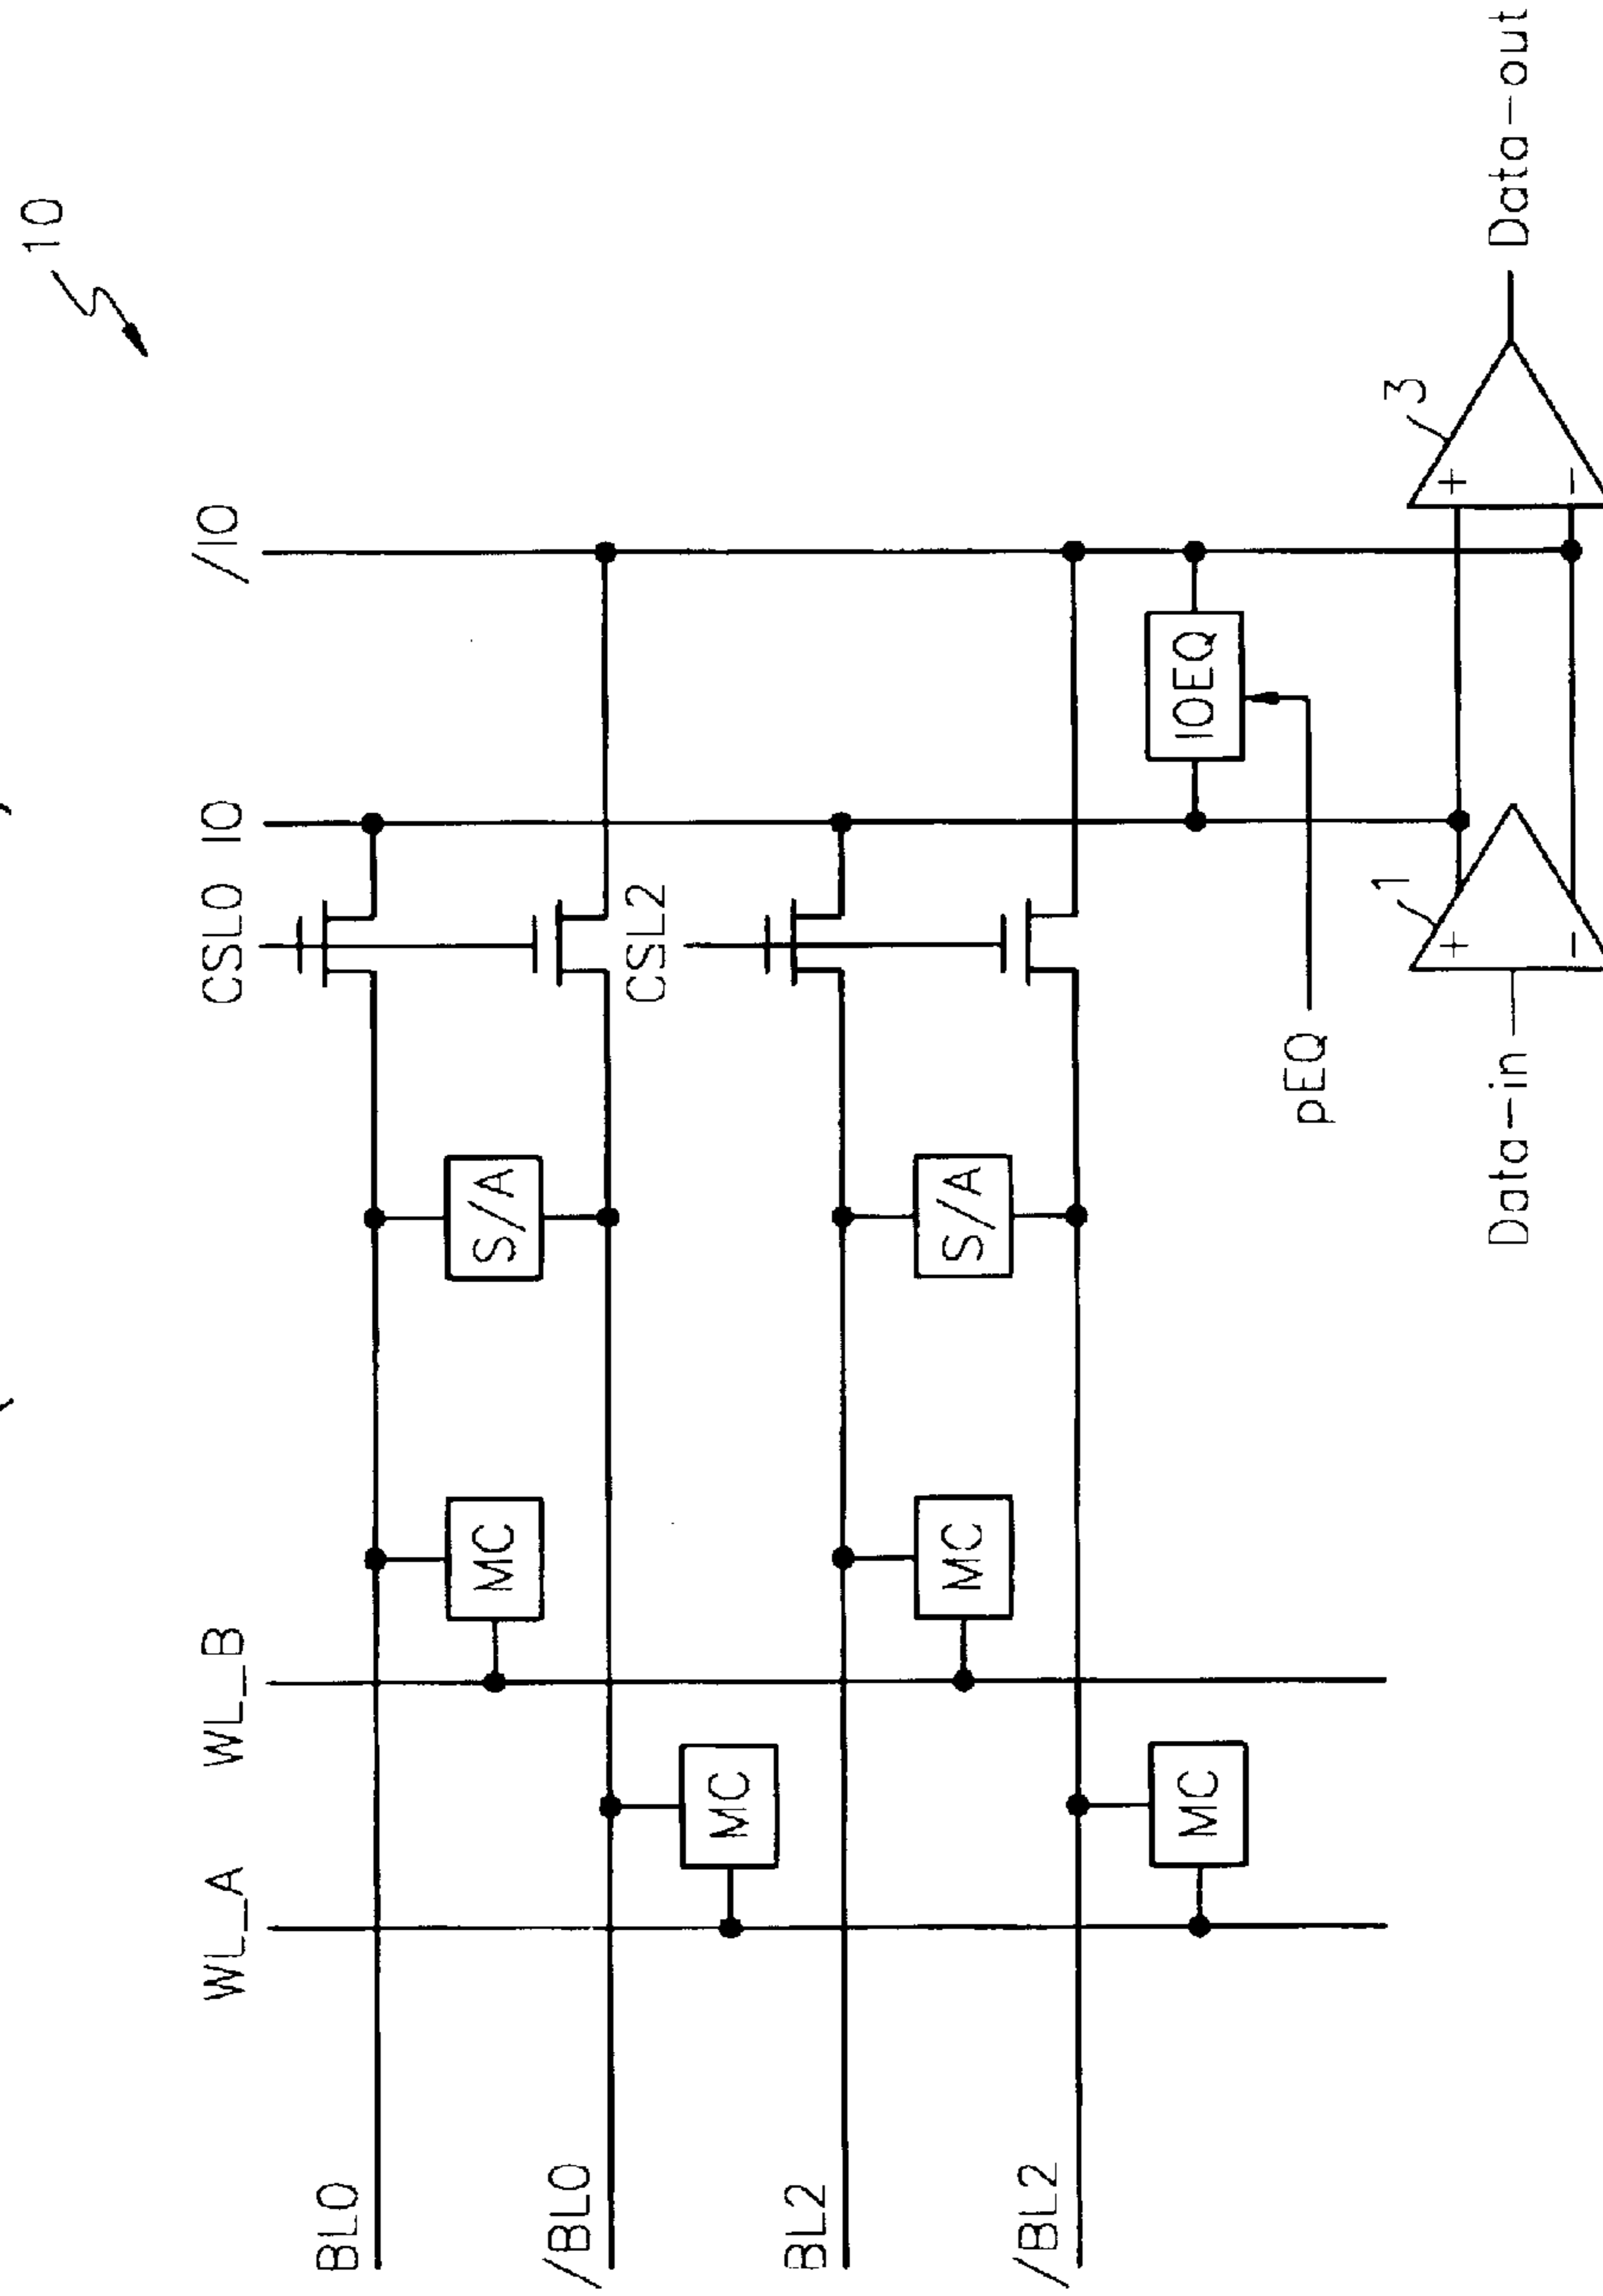 10
WL_A
WL_B
CSL0
IO
/IO
BL0
MC
S/A
/BL0
MC
CSL2
BL2
MC
S/A
/BL2
MC
IOEQ
pEQ
1
3
Data-in
+
-
+
-
Data-out